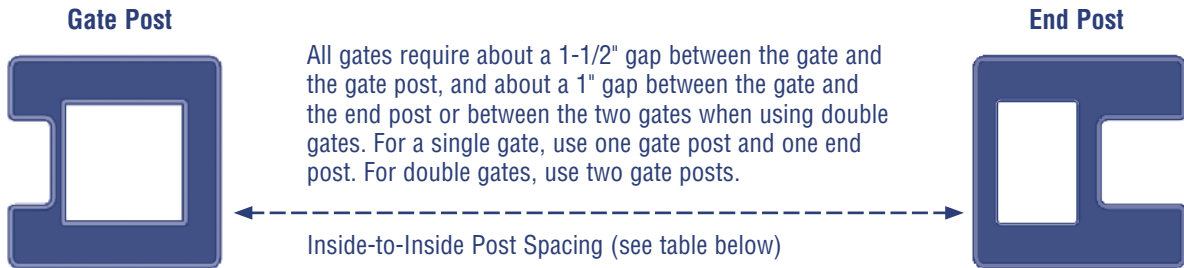 Gate Post
End Post
All gates require about a 1-1/2" gap between the gate and
the gate post, and about a 1" gap between the gate and
the end post or between the two gates when using double
gates. For a single gate, use one gate post and one end
post. For double gates, use two gate posts.
Inside-to-Inside Post Spacing (see table below)